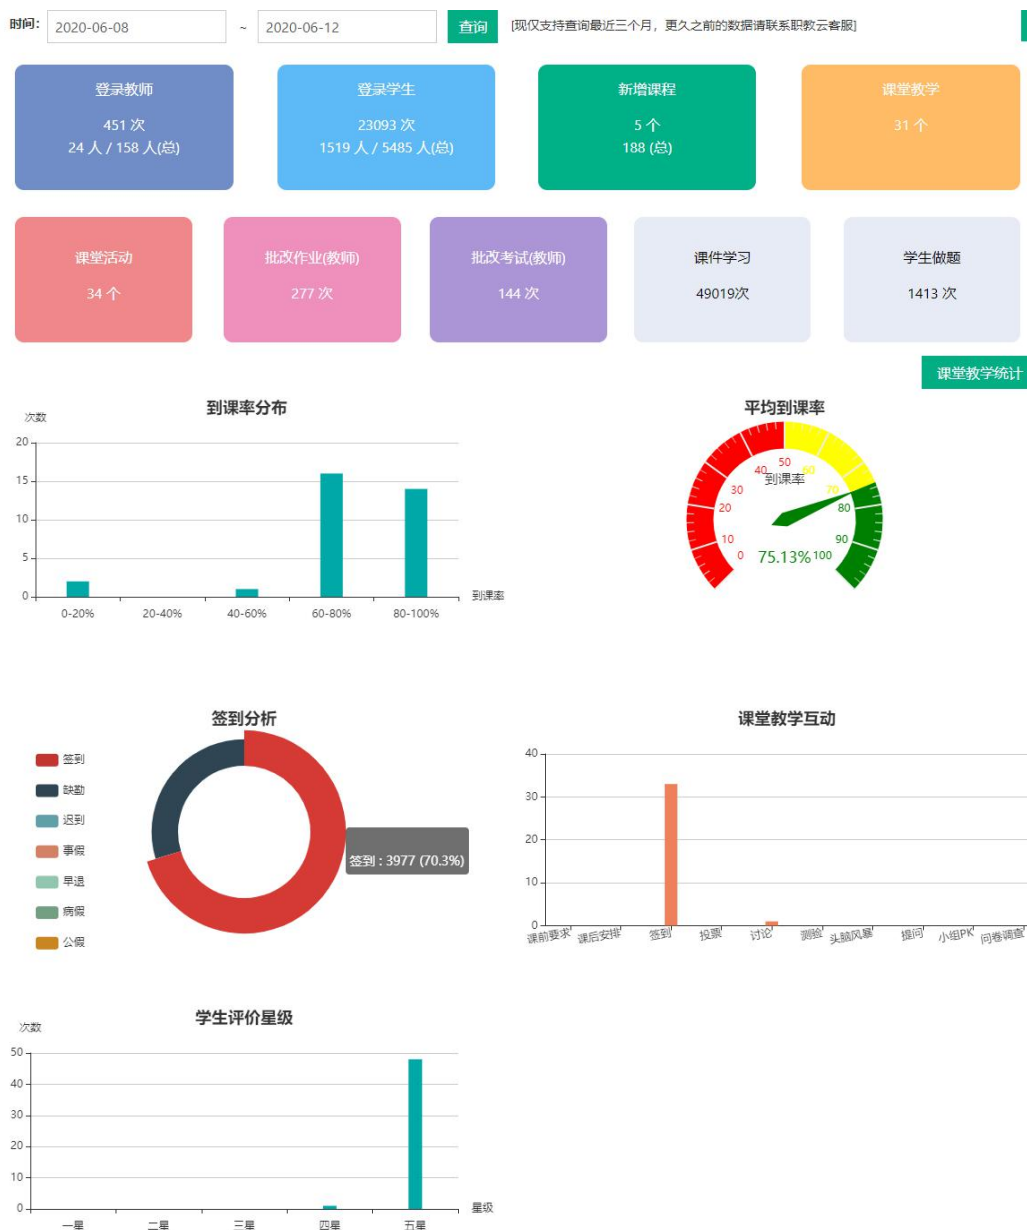 时间: 2020-06-08 ~ 2020-06-12 查询 [现仅支持查询最近三个月，更久之前的数据请联系职教云客服]
登录教师
451 次
24 人 / 158 人(总)
登录学生
23093 次
1519 人 / 5485 人(总)
新增课程
5 个
188 (总)
课堂教学
31 个
课堂活动
34 个
批改作业(教师)
277 次
批改考试(教师)
144 次
课件学习
49019次
学生做题
1413 次
课堂教学统计
到课率分布
次数
20
15
10
5
0
0-20% 20-40% 40-60% 60-80% 80-100%
到课率
平均到课率
0
10
20
30
40
50
60
70
80
90
100
到课率
75.13%
签到分析
签到
缺勤
迟到
事假
早退
病假
公假
签到 : 3977 (70.3%)
课堂教学互动
40
30
20
10
0
课前要求 课后安排 签到 投票 讨论 测验 头脑风暴 提问 小组PK 问卷调查
学生评价星级
次数
50
40
30
20
10
0
一星 二星 三星 四星 五星
星级